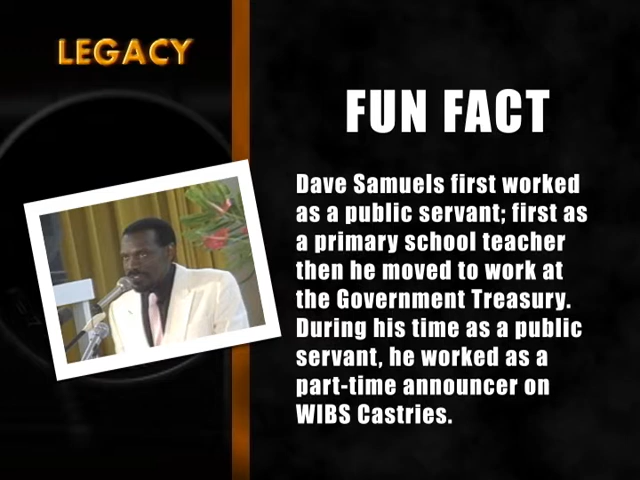 LEGACY
FUN FACT
Dave Samuels first worked
as a public servant; first as
a primary school teacher
then he moved to work at
the Government Treasury.
During his time as a public
servant, he worked as a
part-time announcer on
WIBS Castries.